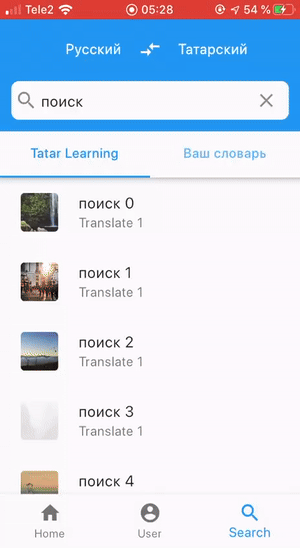 Tele2 05:28 54 %
Русский Татарский
поиск
Tatar Learning Ваш словарь
поиск 0
Translate 1
поиск 1
Translate 1
поиск 2
Translate 1
поиск 3
Translate 1
поиск 4
Home User Search